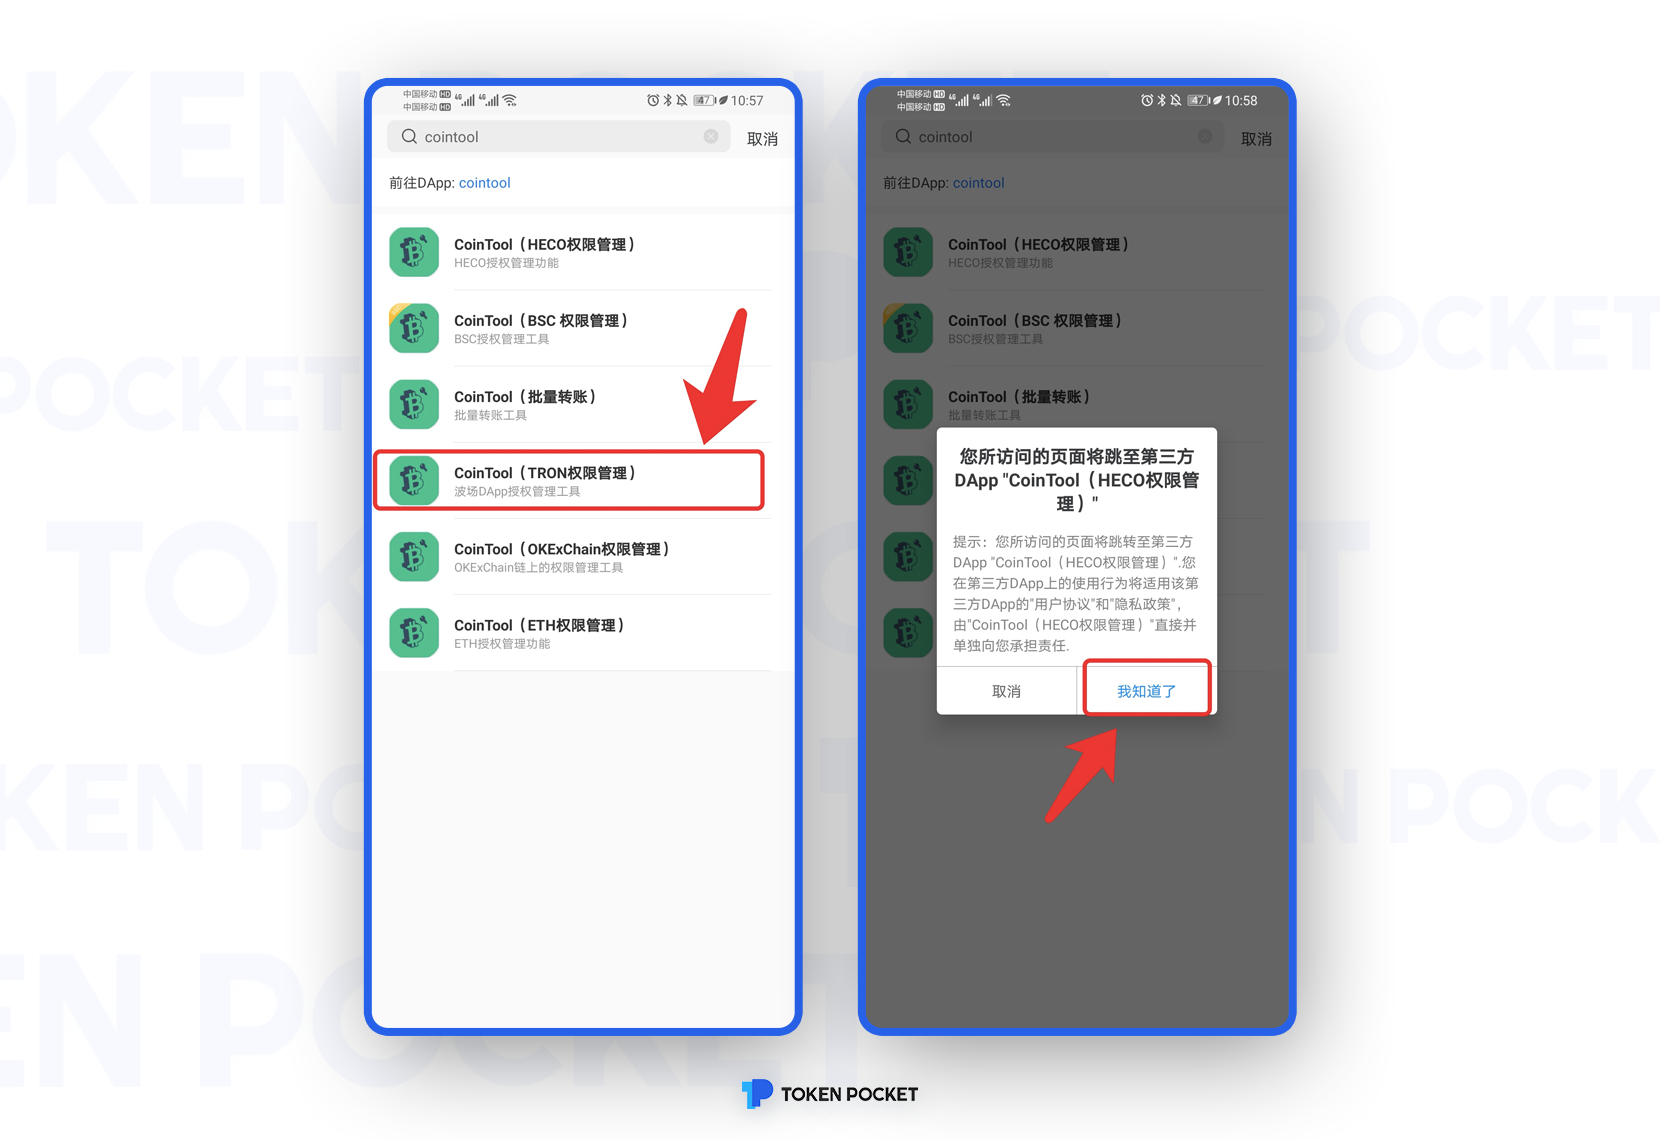 中国移动 HD 4G 4G
中国移动 HD
47 10:57
cointool
取消
前往DApp: cointool
CoinTool（HECO权限管理）
HECO授权管理功能
CoinTool（BSC 权限管理）
BSC授权管理工具
CoinTool（批量转账）
批量转账工具
CoinTool（TRON权限管理）
波场DApp授权管理工具
CoinTool（OKExChain权限管理）
OKExChain链上的权限管理工具
CoinTool（ETH权限管理）
ETH授权管理功能
中国移动 HD 4G 4G
中国移动 HD
47 10:58
cointool
取消
前往DApp: cointool
CoinTool（HECO权限管理）
HECO授权管理功能
CoinTool（BSC 权限管理）
BSC授权管理工具
CoinTool（批量转账）
批量转账工具
您所访问的页面将跳至第三方
DApp "CoinTool（HECO权限管
理）"
提示：您所访问的页面将跳转至第三方
DApp "CoinTool（HECO权限管理）".您
在第三方DApp上的使用行为将适用该第
三方DApp的"用户协议"和"隐私政策"，
由"CoinTool（HECO权限管理）"直接并
单独向您承担责任.
取消
我知道了
TOKEN POCKET